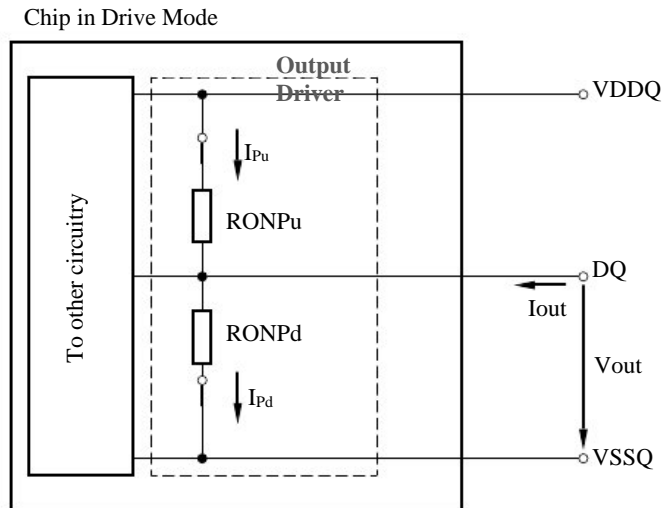 Chip in Drive Mode
Output
Driver
VDDQ
IPu
RONPu
To other circuitry
DQ
Iout
RONPd
Vout
IPd
VSSQ